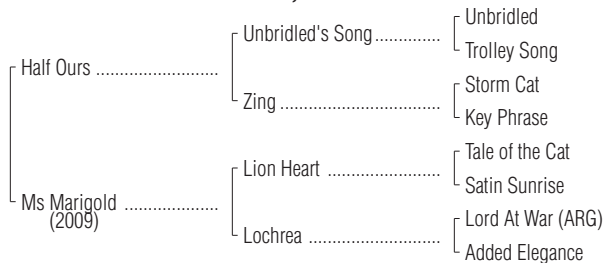 Unbridled
Unbridled's Song
Trolley Song
Half Ours
Storm Cat
Zing
Key Phrase
Tale of the Cat
Lion Heart
Satin Sunrise
Ms Marigold
(2009)
Lord At War (ARG)
Lochrea
Added Elegance